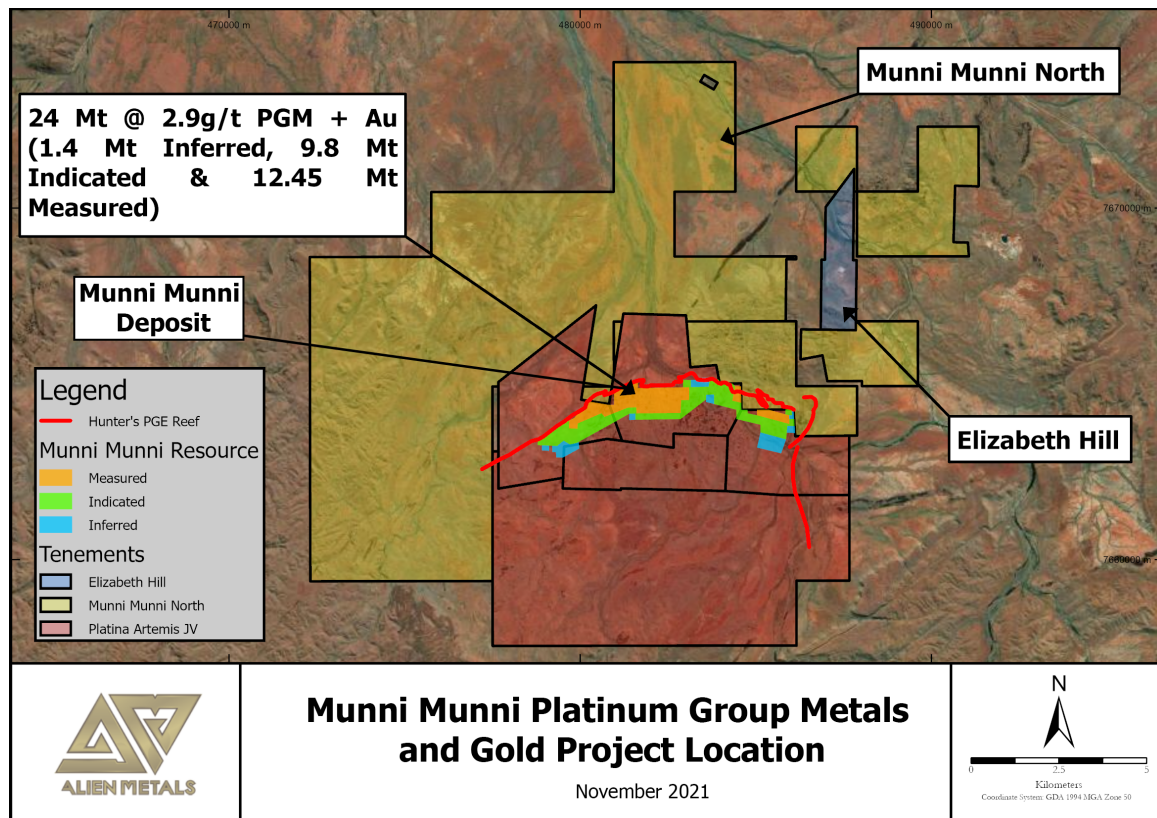 470000 m
480000 m
490000 m
Munni Munni North
24 Mt @ 2.9g/t PGM + Au
(1.4 Mt Inferred, 9.8 Mt
Indicated & 12.45 Mt
Measured)
7670000 m
Munni Munni
Deposit
Legend
Hunter's PGE Reef
Munni Munni Resource
Measured
Indicated
Inferred
Tenements
Elizabeth Hill
Munni Munni North
Platina Artemis JV
Elizabeth Hill
7660000 m
ALIEN METALS
Munni Munni Platinum Group Metals
and Gold Project Location
November 2021
N
0 2.5 5
Kilometers
Coordinate System: GDA 1994 MGA Zone 50